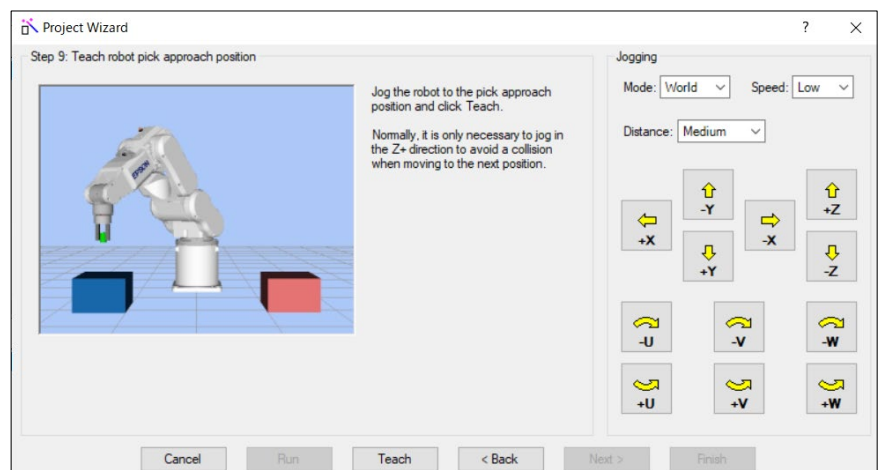 Project Wizard
?
Step 9: Teach robot pick approach position
EPSON
Jog the robot to the pick approach
position and click Teach.
Normally, it is only necessary to jog in
the Z+ direction to avoid a collision
when moving to the next position.
Jogging
Mode: World Speed: Low
Distance: Medium
-Y +Z
+X -X
+Y -Z
-U -V -W
+U +V +W
Cancel Run Teach < Back Next > Finish